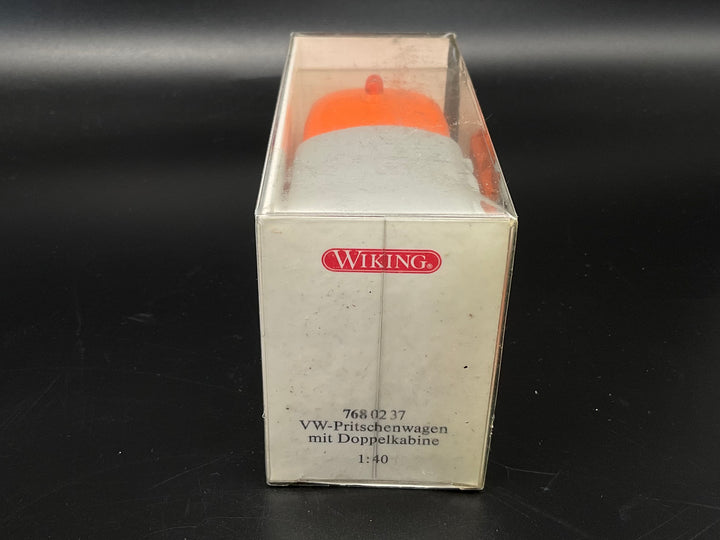 WIKING®
768 02 37
VW-Pritschenwagen
mit Doppelkabine
1:40